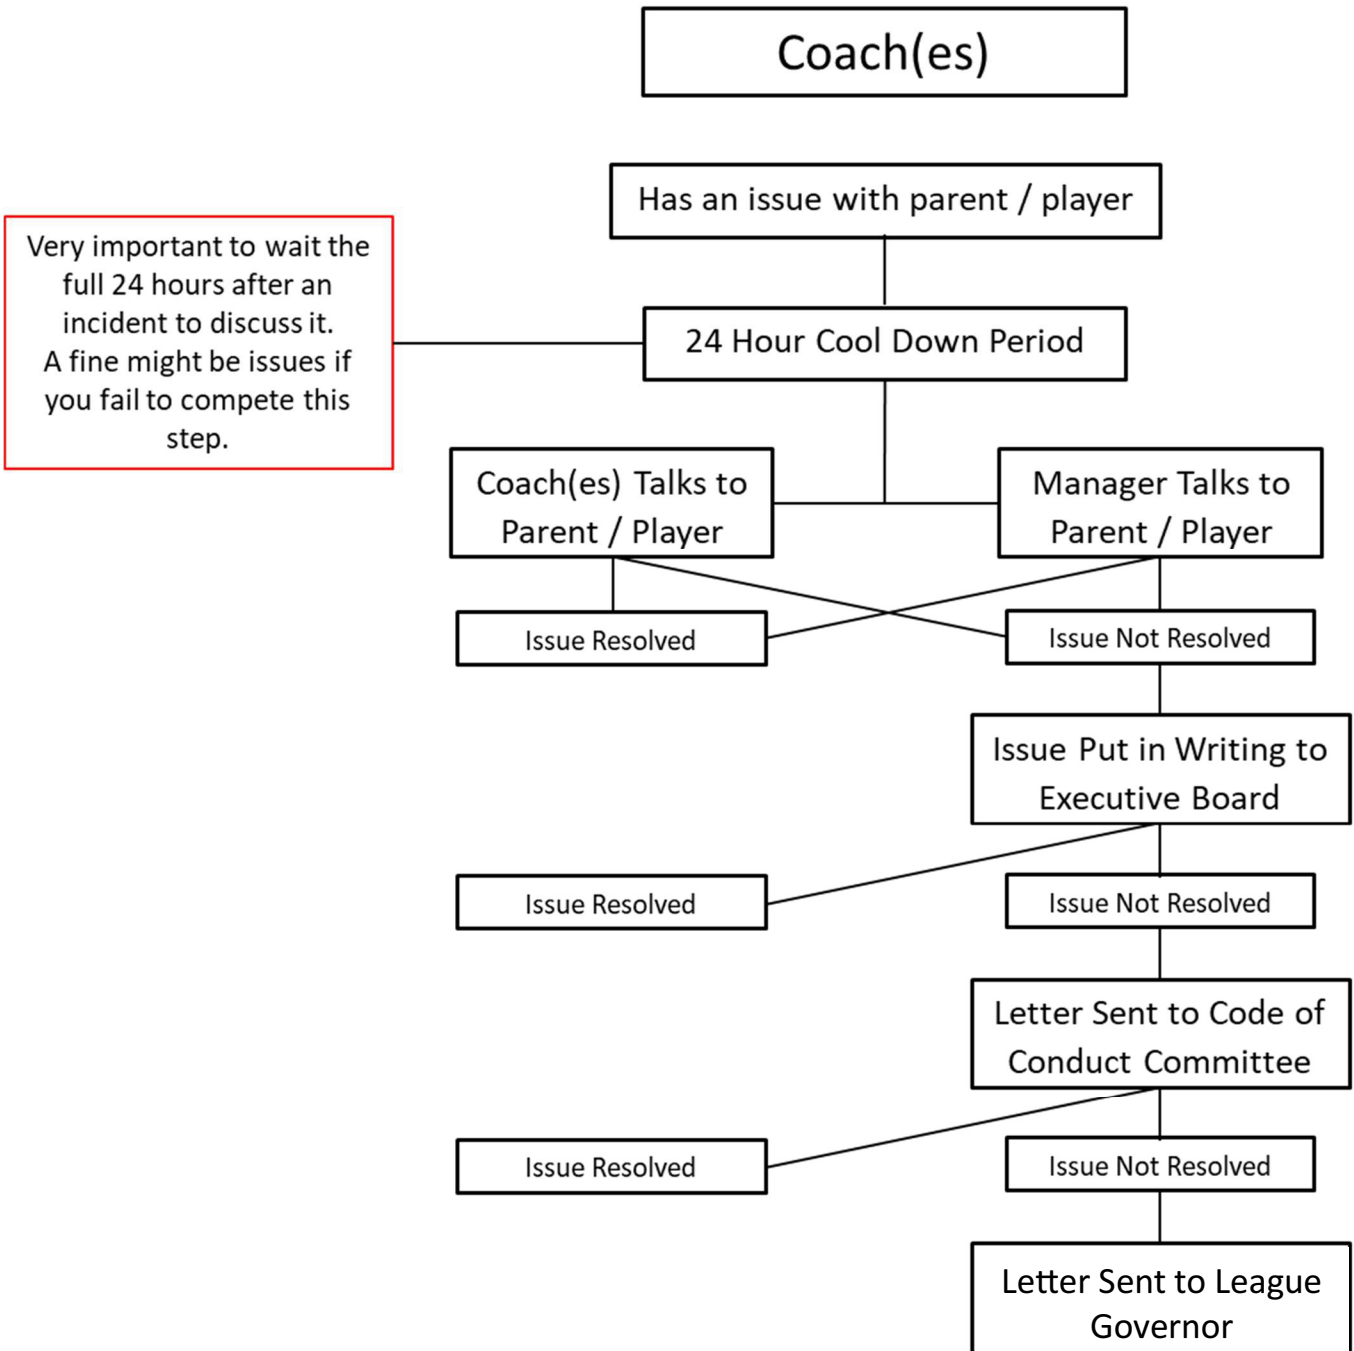 Coach(es)
Has an issue with parent / player
Very important to wait the
full 24 hours after an
incident to discuss it.
A fine might be issues if
you fail to compete this
step.
24 Hour Cool Down Period
Coach(es) Talks to
Parent / Player
Manager Talks to
Parent / Player
Issue Resolved
Issue Not Resolved
Issue Put in Writing to
Executive Board
Issue Resolved
Issue Not Resolved
Letter Sent to Code of
Conduct Committee
Issue Resolved
Issue Not Resolved
Letter Sent to League
Governor